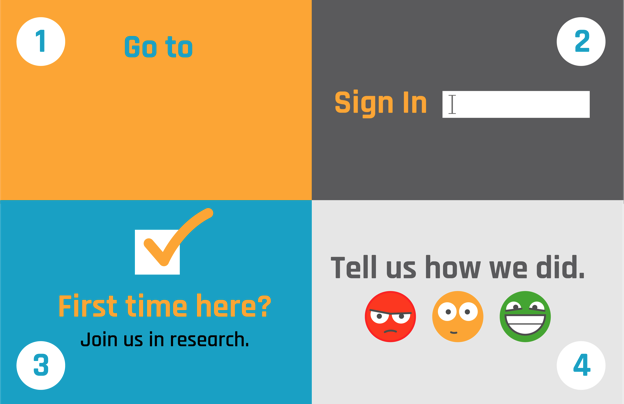 1
Go to
2
Sign In
First time here?
Join us in research.
3
Tell us how we did.
4